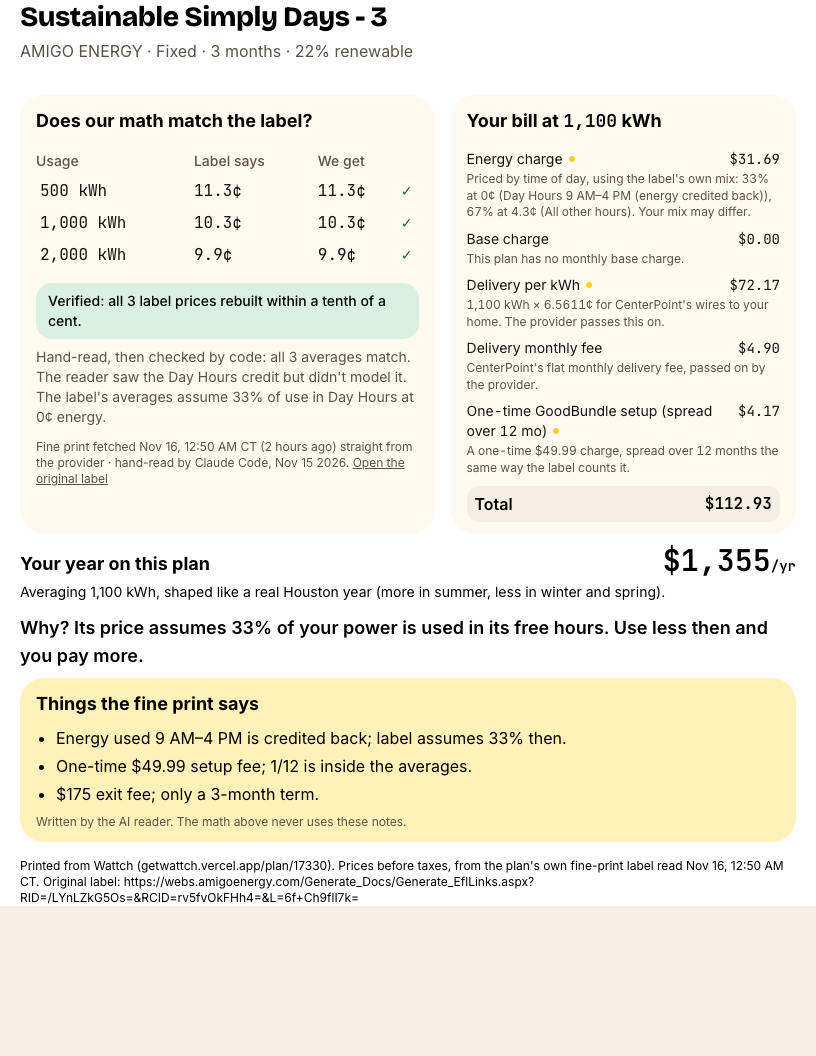 Sustainable Simply Days - 3
AMIGO ENERGY · Fixed · 3 months · 22% renewable
Does our math match the label?
Usage Label says We get
500 kWh 11.3¢ 11.3¢ ✓
1,000 kWh 10.3¢ 10.3¢ ✓
2,000 kWh 9.9¢ 9.9¢ ✓
Verified: all 3 label prices rebuilt within a tenth of a
cent.
Hand-read, then checked by code: all 3 averages match.
The reader saw the Day Hours credit but didn't model it.
The label's averages assume 33% of use in Day Hours at
0¢ energy.
Fine print fetched Nov 16, 12:50 AM CT (2 hours ago) straight from
the provider · hand-read by Claude Code, Nov 15 2026. Open the
original label
Your bill at 1,100 kWh
Energy charge $31.69
Priced by time of day, using the label's own mix: 33%
at 0¢ (Day Hours 9 AM–4 PM (energy credited back)),
67% at 4.3¢ (All other hours). Your mix may differ.
Base charge $0.00
This plan has no monthly base charge.
Delivery per kWh $72.17
1,100 kWh × 6.5611¢ for CenterPoint's wires to your
home. The provider passes this on.
Delivery monthly fee $4.90
CenterPoint's flat monthly delivery fee, passed on by
the provider.
One-time GoodBundle setup (spread $4.17
over 12 mo)
A one-time $49.99 charge, spread over 12 months the
same way the label counts it.
Total $112.93
Your year on this plan $1,355/yr
Averaging 1,100 kWh, shaped like a real Houston year (more in summer, less in winter and spring).
Why? Its price assumes 33% of your power is used in its free hours. Use less then and
you pay more.
Things the fine print says
• Energy used 9 AM–4 PM is credited back; label assumes 33% then.
• One-time $49.99 setup fee; 1/12 is inside the averages.
• $175 exit fee; only a 3-month term.
Written by the AI reader. The math above never uses these notes.
Printed from Wattch (getwattch.vercel.app/plan/17330). Prices before taxes, from the plan's own fine-print label read Nov 16, 12:50 AM
CT. Original label: https://webs.amigoenergy.com/Generate_Docs/Generate_EflLinks.aspx?
RID=/LYnLZkG5Os=&RCID=rv5fvOkFHh4=&L=6f+Ch9fII7k=